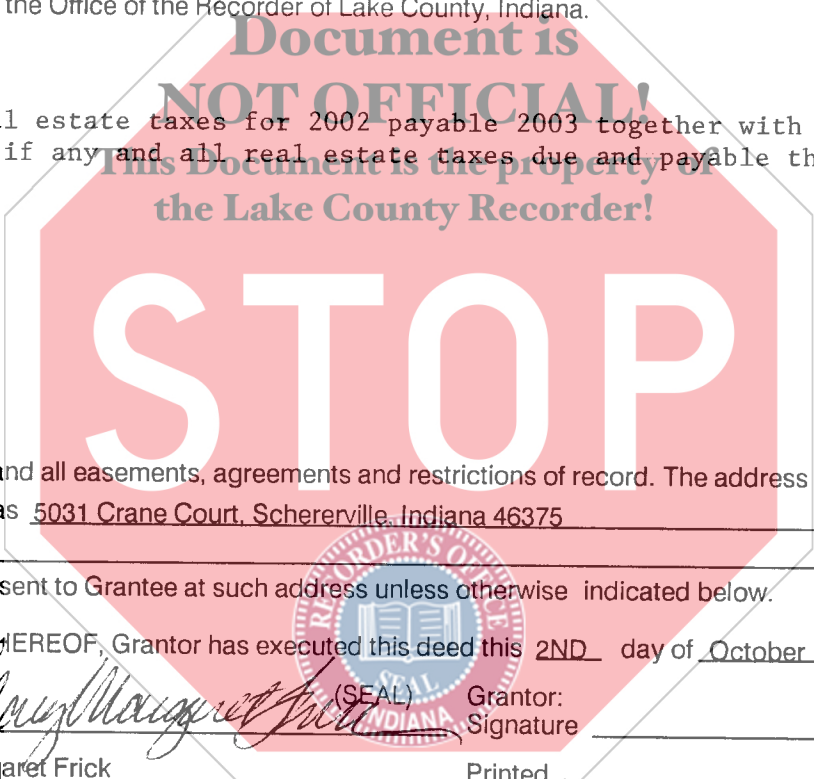 the Office of the Recorder of Lake County, Indiana.
Document is
NOT OFFICIAL!
l estate taxes for 2002 payable 2003 together with
if any and all real estate taxes due and payable th
This Document is the property of
the Lake County Recorder!
STOP
and all easements, agreements and restrictions of record. The address
as 5031 Crane Court, Schererville, Indiana 46375
RECORDER'S OFFICE
sent to Grantee at such address unless otherwise indicated below.
HEREOF, Grantor has executed this deed this 2ND day of October
SEAL
INDIANA
Margaret Frick (SEAL) Grantor:
Signature
garet Frick Printed